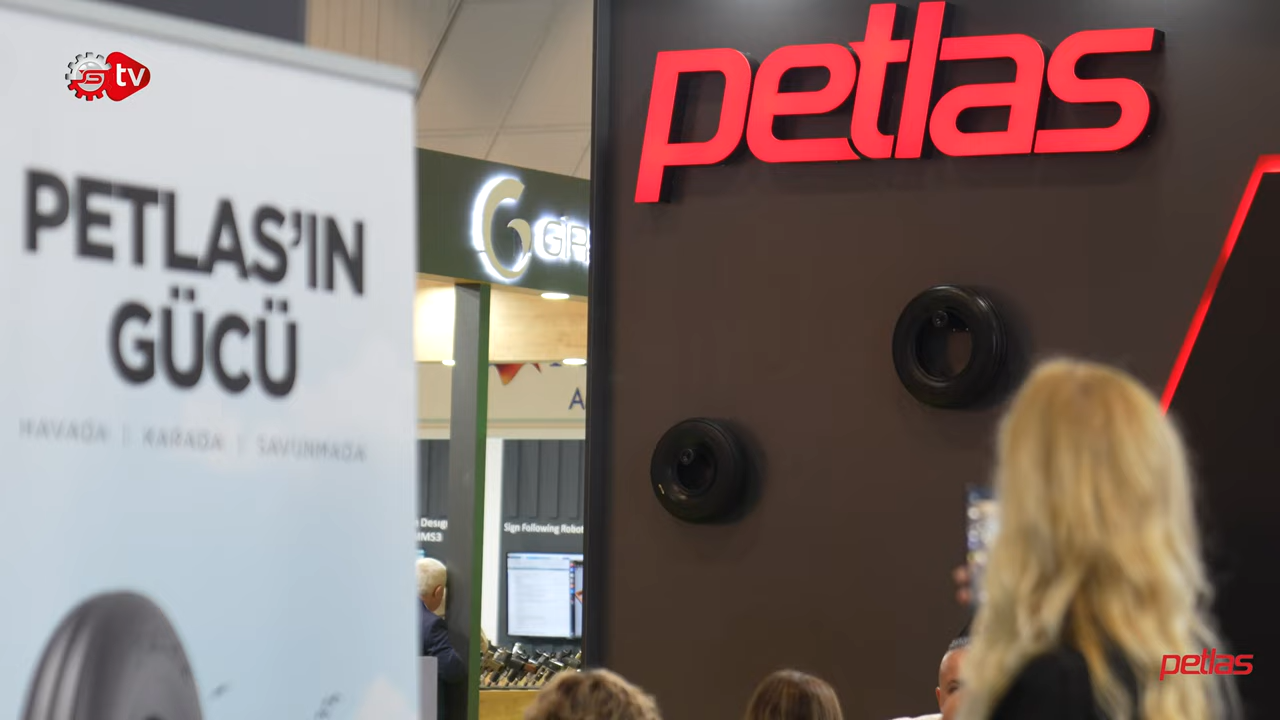 tv
petlas
PETLAS'IN
GÜCÜ
HAVADA | KARADA | SAVUNMADA
Sign Following Robot
petlas